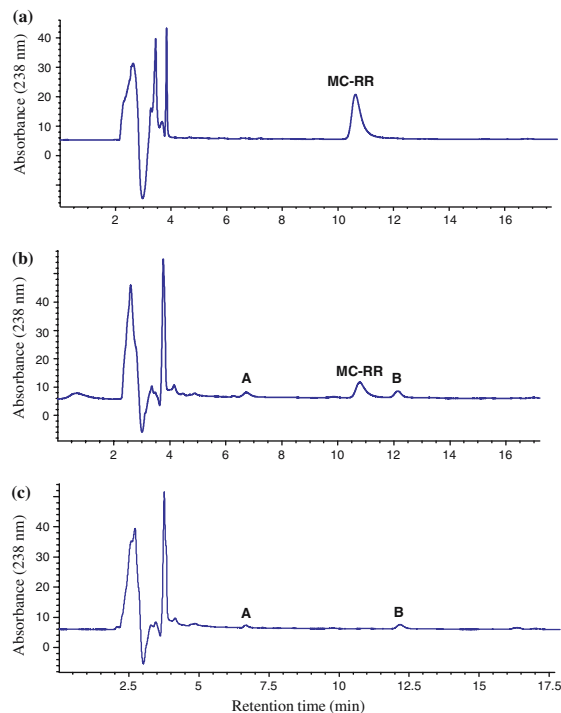 (a)
Absorbance (238 nm)
40
30
20
10
0
MC-RR
2 4 6 8 10 12 14 16
(b)
Absorbance (238 nm)
40
30
20
10
0
A MC-RR B
2 4 6 8 10 12 14 16
(c)
Absorbance (238 nm)
40
30
20
10
0
A B
2.5 5 7.5 10 12.5 15 17.5
Retention time (min)